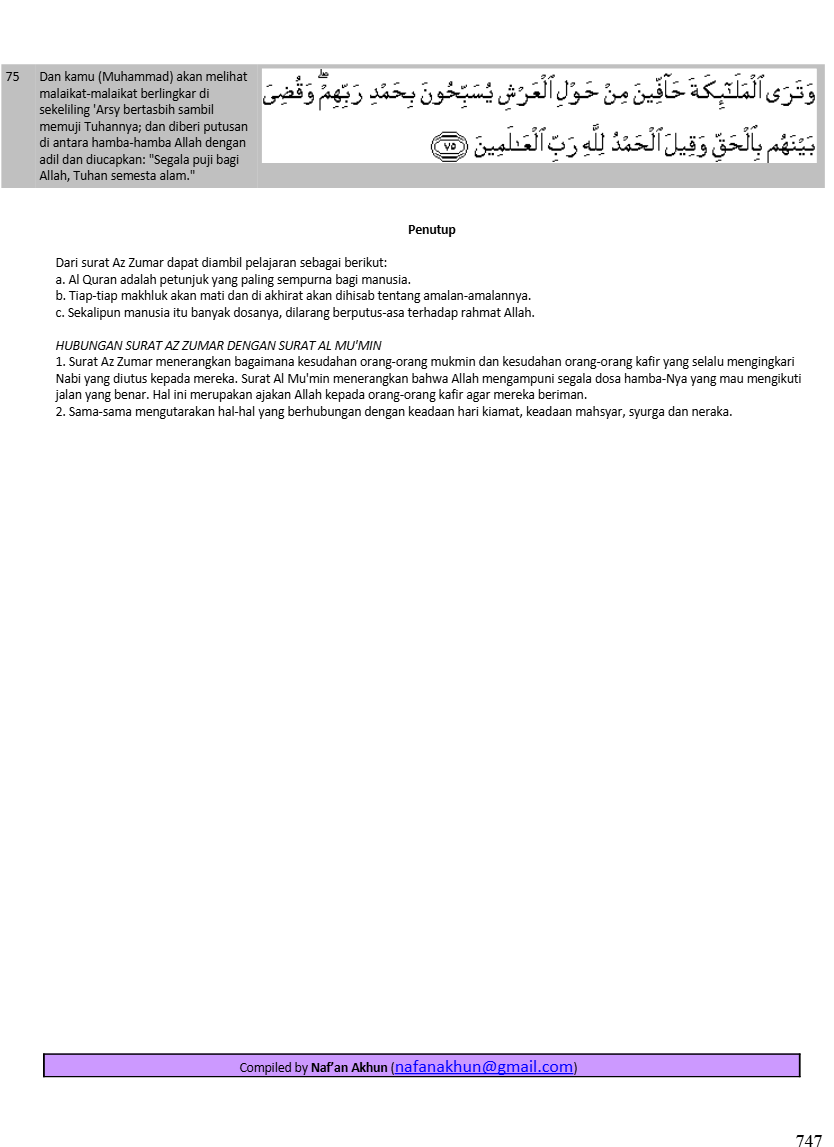 75
Dan kamu (Muhammad) akan melihat
malaikat-malaikat berlingkar di
sekeliling 'Arsy bertasbih sambil
memuji Tuhannya; dan diberi putusan
di antara hamba-hamba Allah dengan
adil dan diucapkan: "Segala puji bagi
Allah, Tuhan semesta alam."
وَتَرَى ٱلْمَلَـٰٓئِكَةَ حَآفِّينَ مِنْ حَوْلِ ٱلْعَرْشِ يُسَبِّحُونَ بِحَمْدِ رَبِّهِمْ ۖ وَقُضِىَ
بَيْنَهُم بِٱلْحَقِّ وَقِيلَ ٱلْحَمْدُ لِلَّهِ رَبِّ ٱلْعَـٰلَمِينَ ٧٥
Penutup
Dari surat Az Zumar dapat diambil pelajaran sebagai berikut:
a. Al Quran adalah petunjuk yang paling sempurna bagi manusia.
b. Tiap-tiap makhluk akan mati dan di akhirat akan dihisab tentang amalan-amalannya.
c. Sekalipun manusia itu banyak dosanya, dilarang berputus-asa terhadap rahmat Allah.
HUBUNGAN SURAT AZ ZUMAR DENGAN SURAT AL MU'MIN
1. Surat Az Zumar menerangkan bagaimana kesudahan orang-orang mukmin dan kesudahan orang-orang kafir yang selalu mengingkari
Nabi yang diutus kepada mereka. Surat Al Mu'min menerangkan bahwa Allah mengampuni segala dosa hamba-Nya yang mau mengikuti
jalan yang benar. Hal ini merupakan ajakan Allah kepada orang-orang kafir agar mereka beriman.
2. Sama-sama mengutarakan hal-hal yang berhubungan dengan keadaan hari kiamat, keadaan mahsyar, syurga dan neraka.
Compiled by Naf’an Akhun (nafanakhun@gmail.com)
747